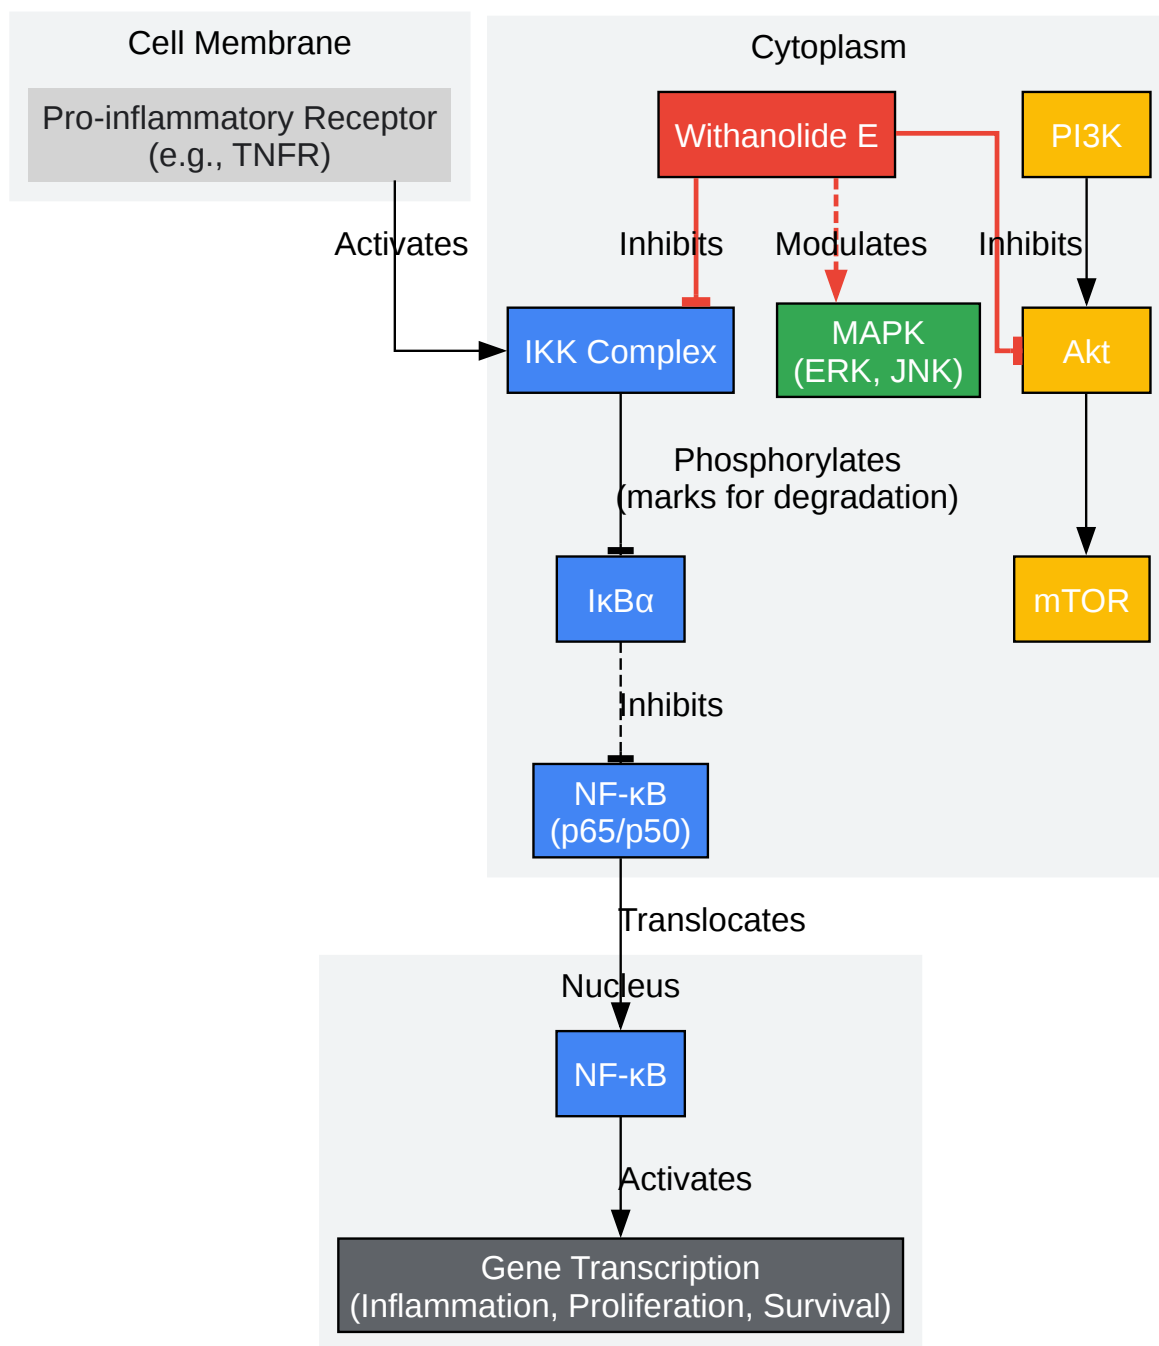 Cell Membrane
Pro-inflammatory Receptor
(e.g., TNFR)
Cytoplasm
Withanolide E
PI3K
Activates
Inhibits
Modulates
Inhibits
IKK Complex
MAPK
(ERK, JNK)
Akt
Phosphorylates
(marks for degradation)
IκBα
mTOR
Inhibits
NF-κB
(p65/p50)
Translocates
Nucleus
NF-κB
Activates
Gene Transcription
(Inflammation, Proliferation, Survival)